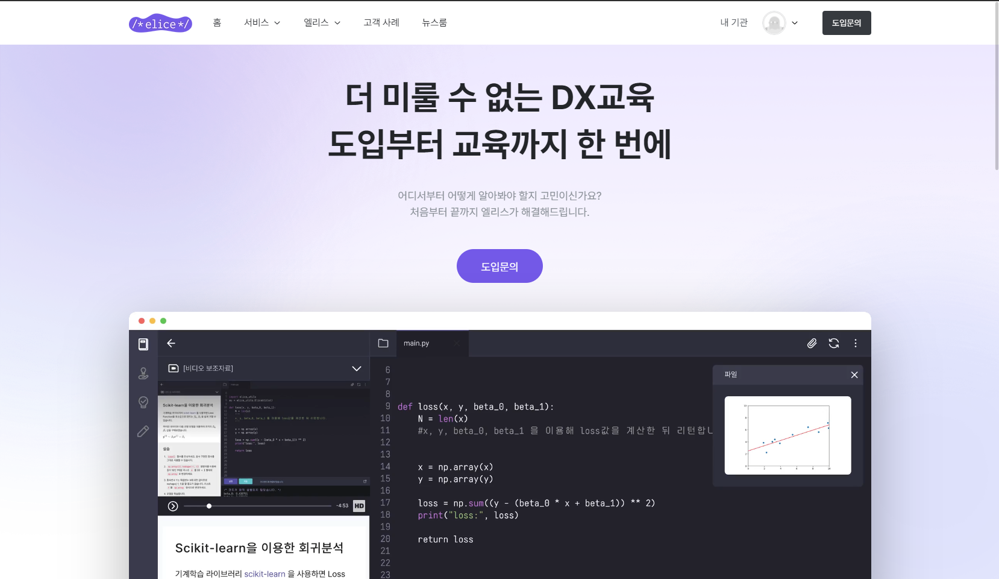 /*elice*/
홈
서비스
엘리스
고객 사례
뉴스룸
내 기관
도입문의
더 미룰 수 없는 DX교육
도입부터 교육까지 한 번에
어디서부터 어떻게 알아봐야 할지 고민이신가요?
처음부터 끝까지 엘리스가 해결해드립니다.
도입문의
[비디오 보조자료]
Scikit-learn을 이용한 회귀분석
실습
-4:53 HD
Scikit-learn을 이용한 회귀분석
기계학습 라이브러리 scikit-learn 을 사용하면 Loss
main.py
6
7
8
9 def loss(x, y, beta_0, beta_1):
10 N = len(x)
11 #x, y, beta_0, beta_1 을 이용해 loss값을 계산한 뒤 리턴합니
12
13
14 x = np.array(x)
15 y = np.array(y)
16
17 loss = np.sum((y - (beta_0 * x + beta_1)) ** 2)
18 print("loss:", loss)
19
20 return loss
21
22
23
파일